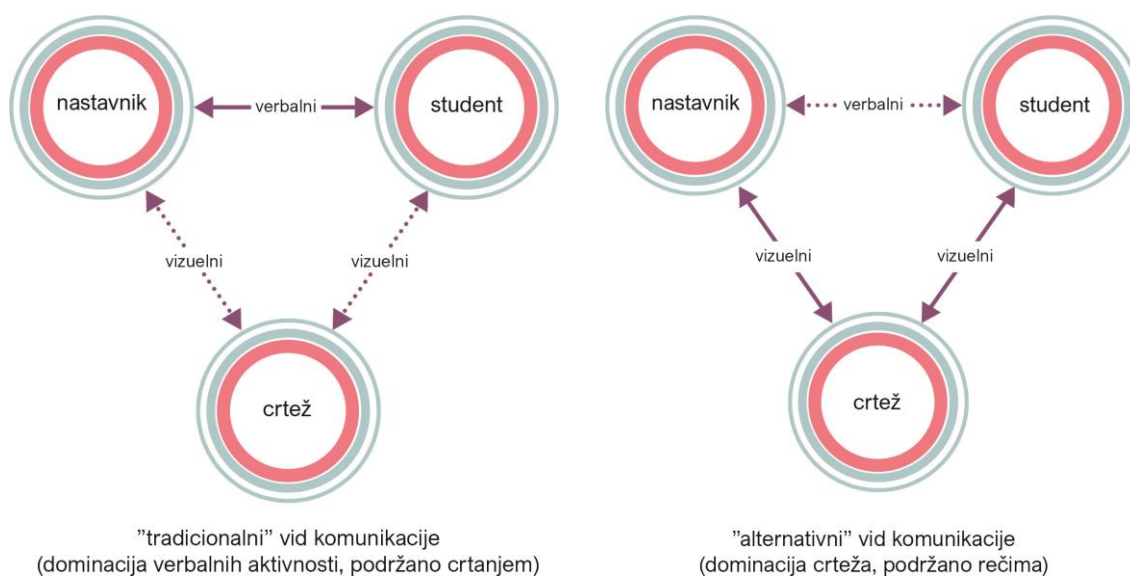 nastavnik
verbalni
student
vizuelni
vizuelni
crtež
”tradicionalni” vid komunikacije
(dominacija verbalnih aktivnosti, podržano crtanjem)
nastavnik
verbalni
student
vizuelni
vizuelni
crtež
”alternativni” vid komunikacije
(dominacija crteža, podržano rečima)